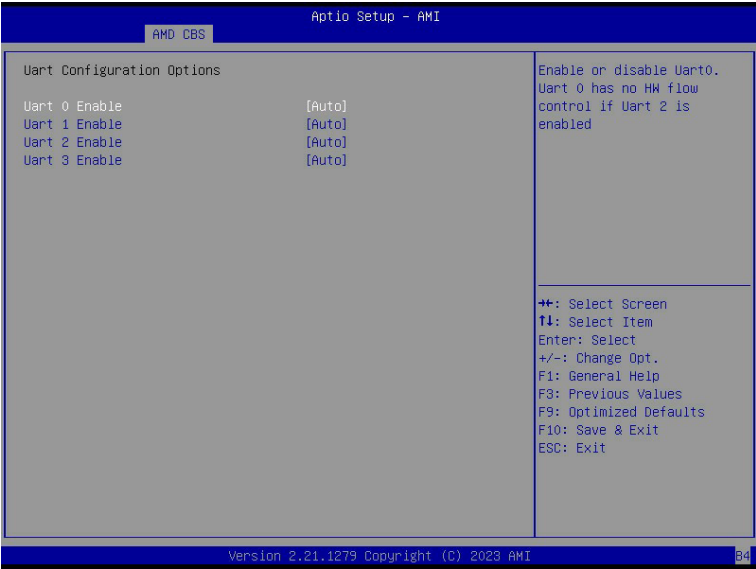 Aptio Setup - AMI
AMD CBS
Uart Configuration Options
Uart 0 Enable [Auto]
Uart 1 Enable [Auto]
Uart 2 Enable [Auto]
Uart 3 Enable [Auto]
Enable or disable Uart0.
Uart 0 has no HW flow
control if Uart 2 is
enabled
→←: Select Screen
↑↓: Select Item
Enter: Select
+/-: Change Opt.
F1: General Help
F3: Previous Values
F9: Optimized Defaults
F10: Save & Exit
ESC: Exit
Version 2.21.1279 Copyright (C) 2023 AMI
B4